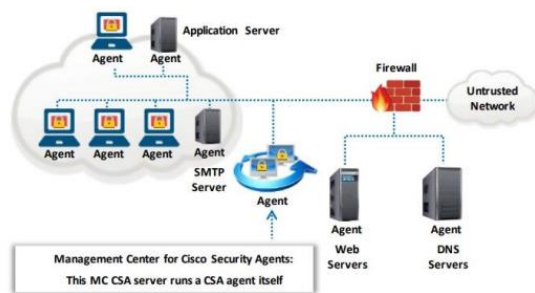 Application Server
Agent
Agent
Firewall
Untrusted
Network
Agent
Agent
Agent
Agent
SMTP
Server
Agent
Agent
Web
Servers
Agent
DNS
Servers
Management Center for Cisco Security Agents:
This MC CSA server runs a CSA agent itself